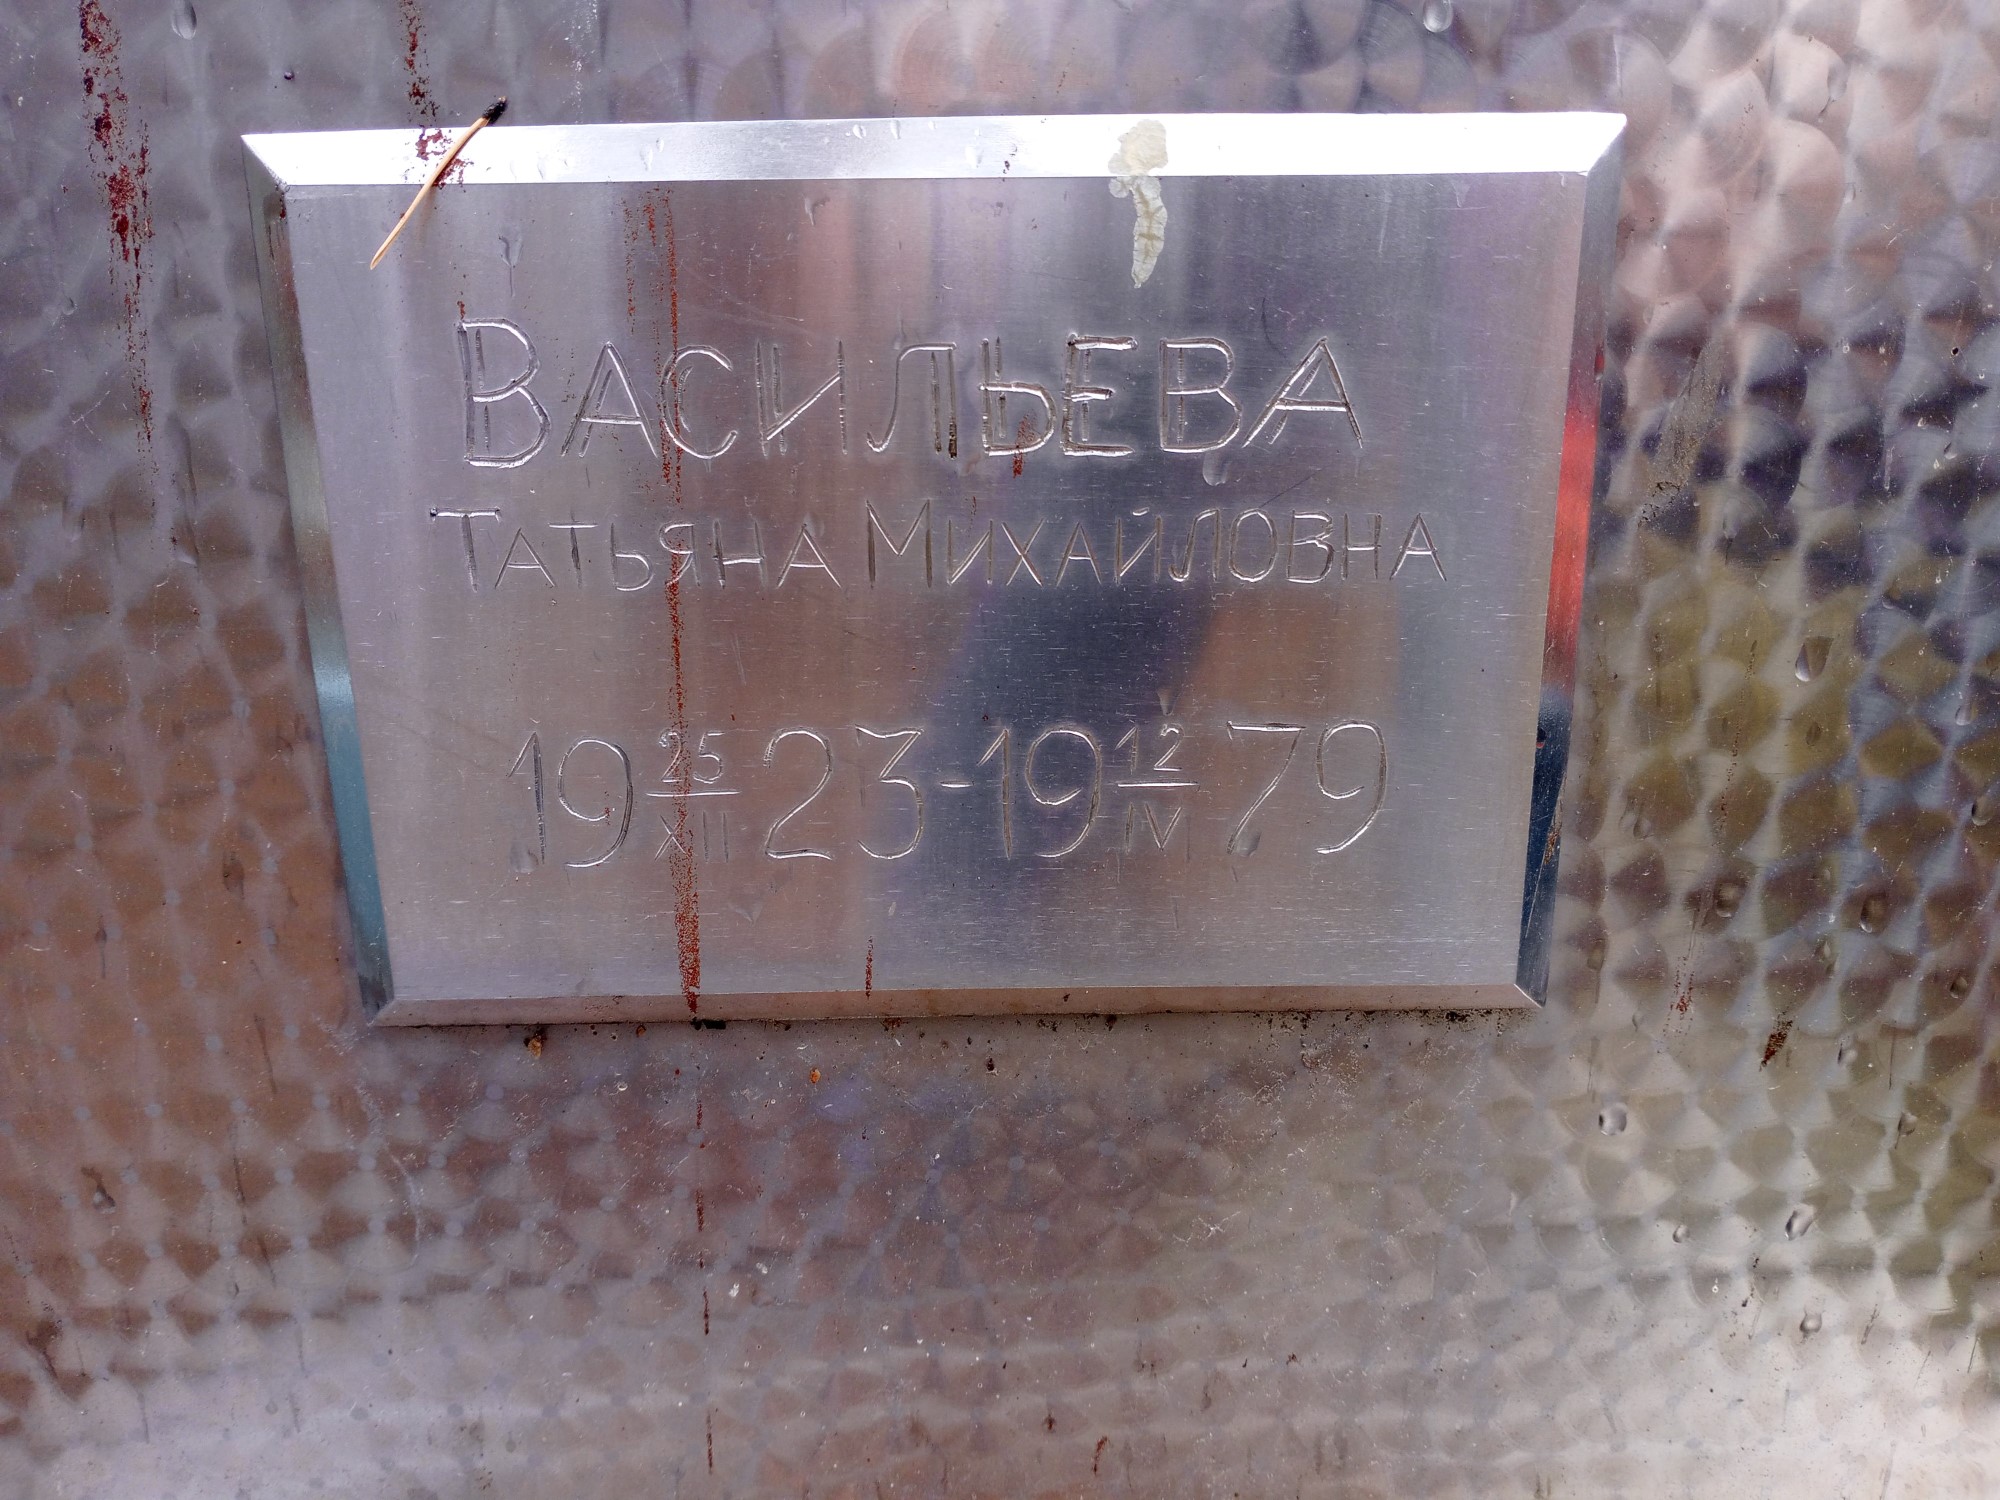 Васильева
Татьяна Михайловна
19 25/XII 23 - 19 12/IV 79